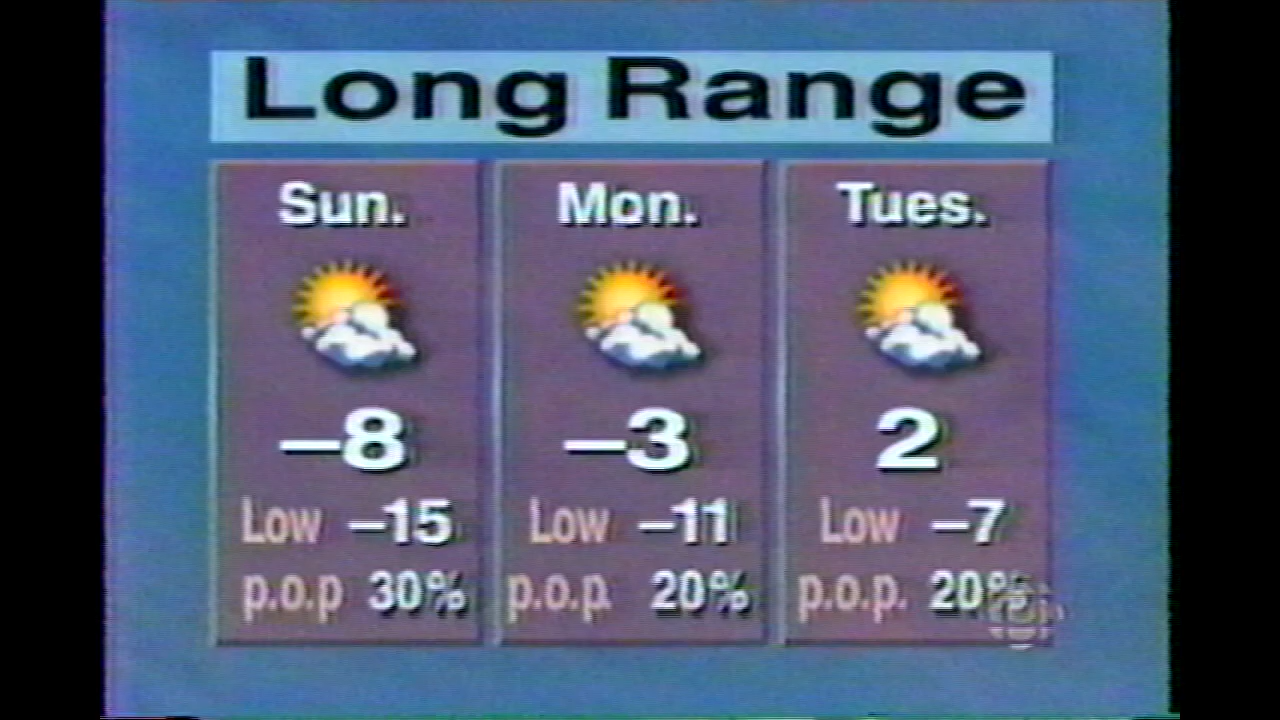 Long Range
Sun. Mon. Tues.
–8 –3 2
Low –15 Low –11 Low –7
p.o.p 30% p.o.p. 20% p.o.p. 20%